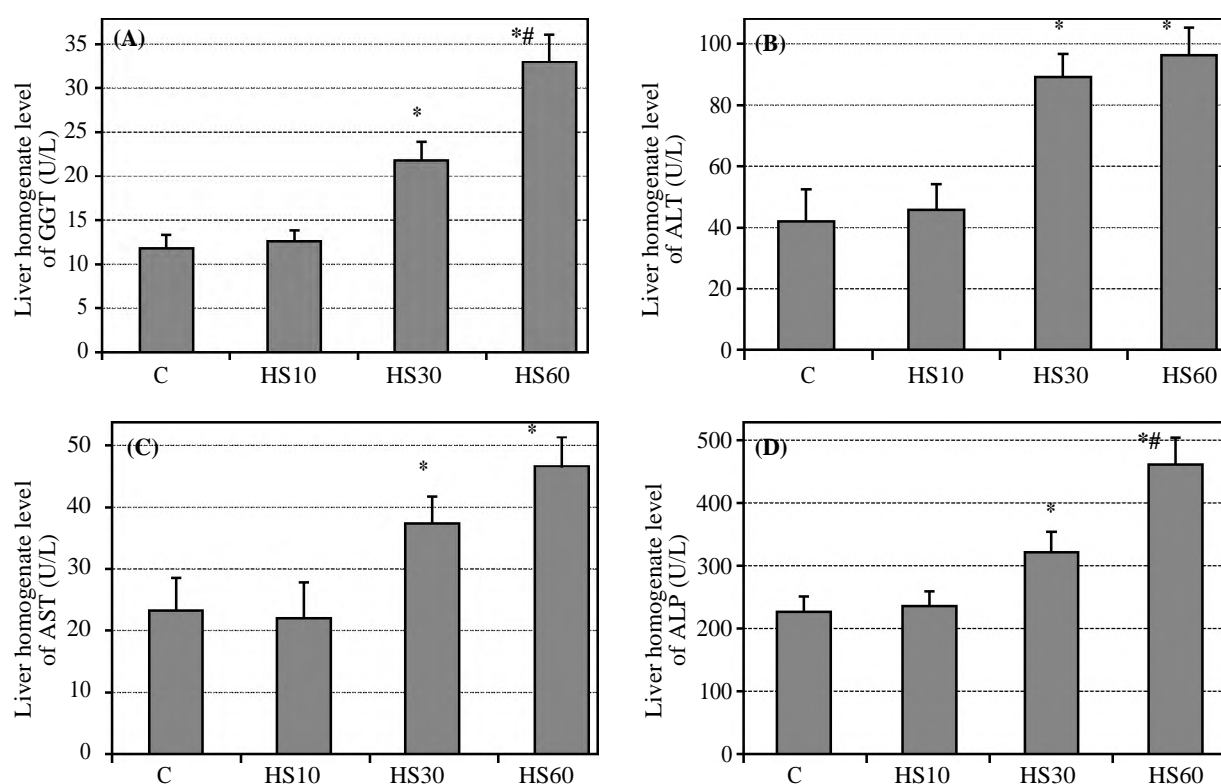 (A)
Liver homogenate level
of GGT (U/L)
35
30
25
20
15
10
5
0
*
*#
C HS10 HS30 HS60
(B)
Liver homogenate level
of ALT (U/L)
100
80
60
40
20
0
* *
C HS10 HS30 HS60
(C)
Liver homogenate level
of AST (U/L)
50
40
30
20
10
0
*
*
C HS10 HS30 HS60
(D)
Liver homogenate level
of ALP (U/L)
500
400
300
200
100
0
*
*#
C HS10 HS30 HS60